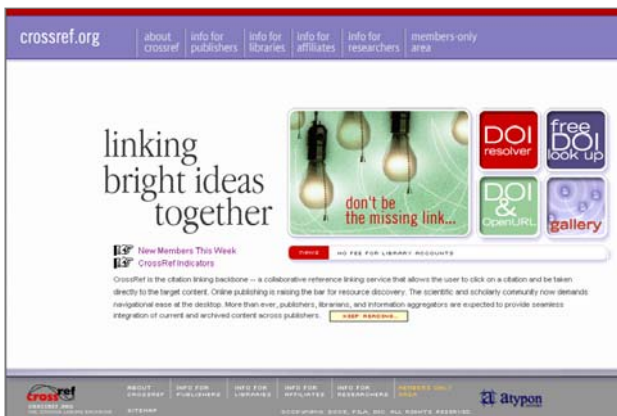 crossref.org
about crossref
info for publishers
info for libraries
info for affiliates
info for researchers
members-only area
linking
bright ideas
together
don't be
the missing link...
DOI
resolver
free
DOI
look up
DOI
&
OpenURL
gallery
New Members This Week
CrossRef Indicators
news
NO FEE FOR LIBRARY ACCOUNTS
CrossRef is the citation linking backbone -- a collaborative reference linking service that allows the user to click on a citation and be taken
directly to the target content. Online publishing is raising the bar for resource discovery. The scientific and scholarly community now demands
navigational ease at the desktop. More than ever, publishers, librarians, and information aggregators are expected to provide seamless
integration of current and archived content across publishers.
KEEP READING...
crossref
CROSSREF.ORG
ABOUT CROSSREF
INFO FOR PUBLISHERS
INFO FOR LIBRARIES
INFO FOR AFFILIATES
INFO FOR RESEARCHERS
MEMBERS-ONLY AREA
atypon
SITEMAP
ALL RIGHTS RESERVED.